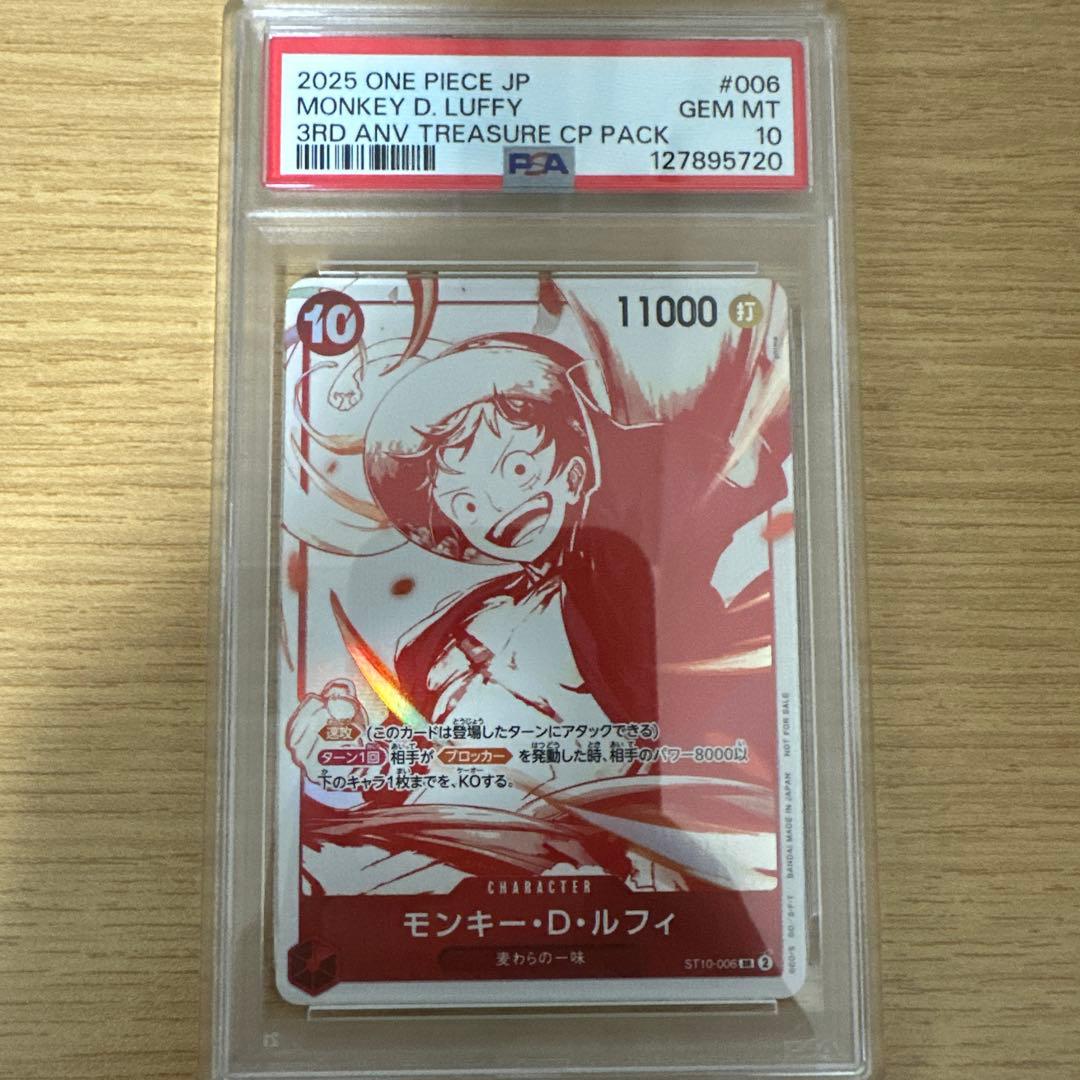 2025 ONE PIECE JP #006
MONKEY D. LUFFY GEM MT
3RD ANV TREASURE CP PACK 10
PSA 127895720
10 11000 打
速攻 (このカードは登場したターンにアタックできる)
ターン1回 相手が ブロッカー を発動した時、相手のパワー8000以
下のキャラ1枚までを、KOする。
CHARACTER
モンキー・D・ルフィ
麦わらの一味
ST10-006 SR 2
BANDAI MADE IN JAPAN NOT FOR SALE